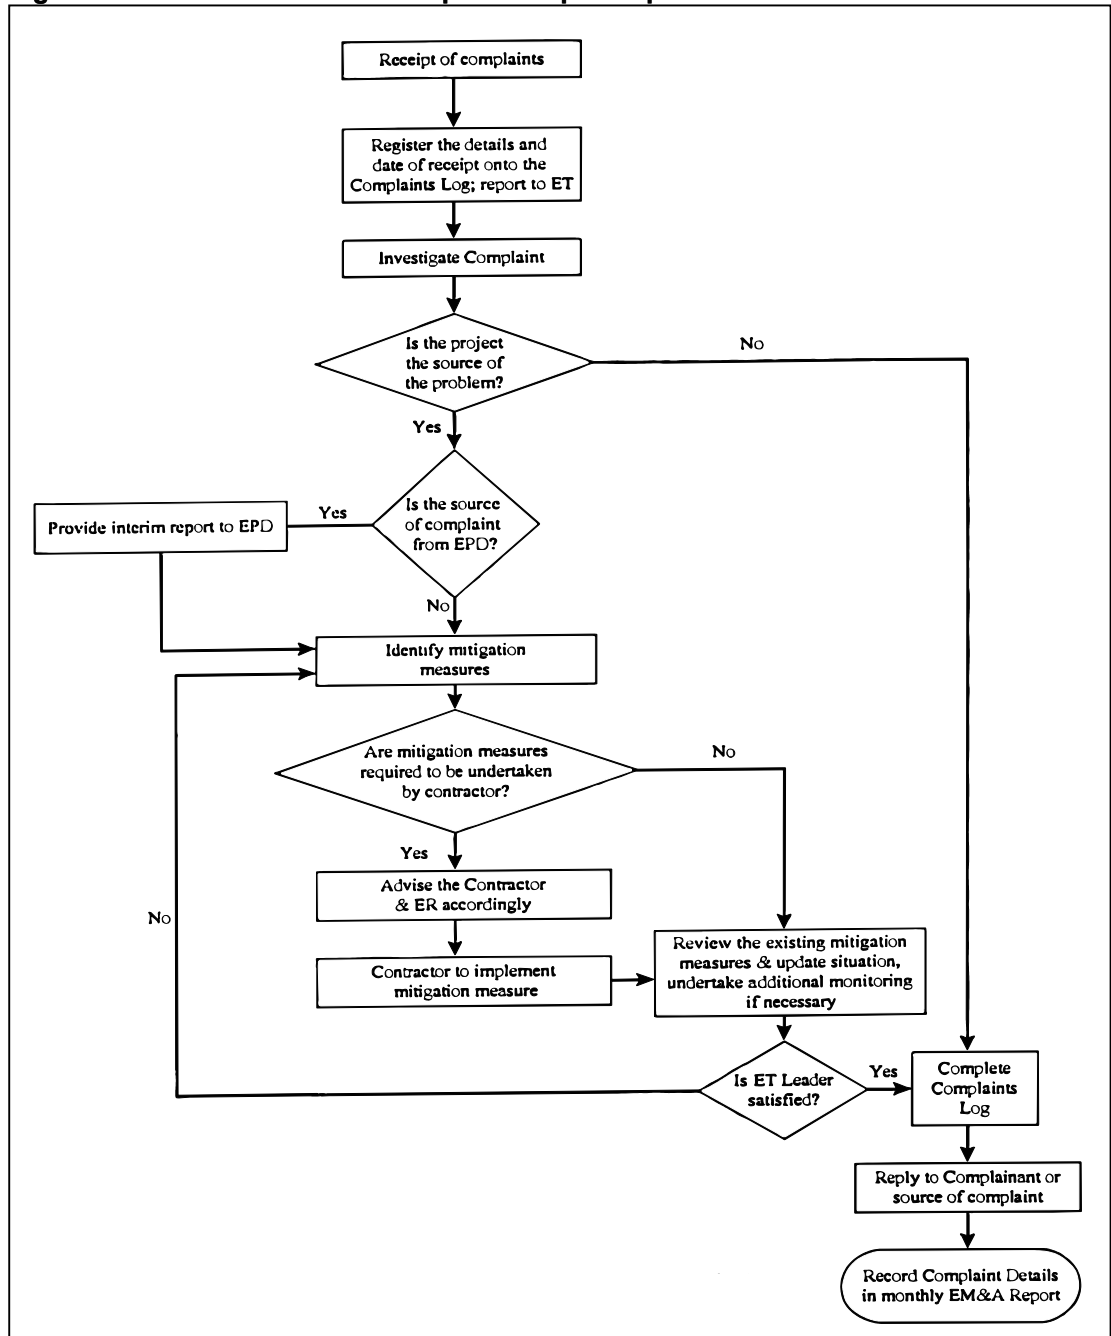 Receipt of complaints
Register the details and
date of receipt onto the
Complaints Log; report to ET
Investigate Complaint
Is the project
the source of
the problem?
No
Yes
Is the source
of complaint
from EPD?
Yes
Provide interim report to EPD
No
Identify mitigation
measures
Are mitigation measures
required to be undertaken
by contractor?
No
Yes
Advise the Contractor
& ER accordingly
No
Contractor to implement
mitigation measure
Review the existing mitigation
measures & update situation,
undertake additional monitoring
if necessary
Is ET Leader
satisfied?
Yes
Complete
Complaints
Log
Reply to Complainant or
source of complaint
Record Complaint Details
in monthly EM&A Report